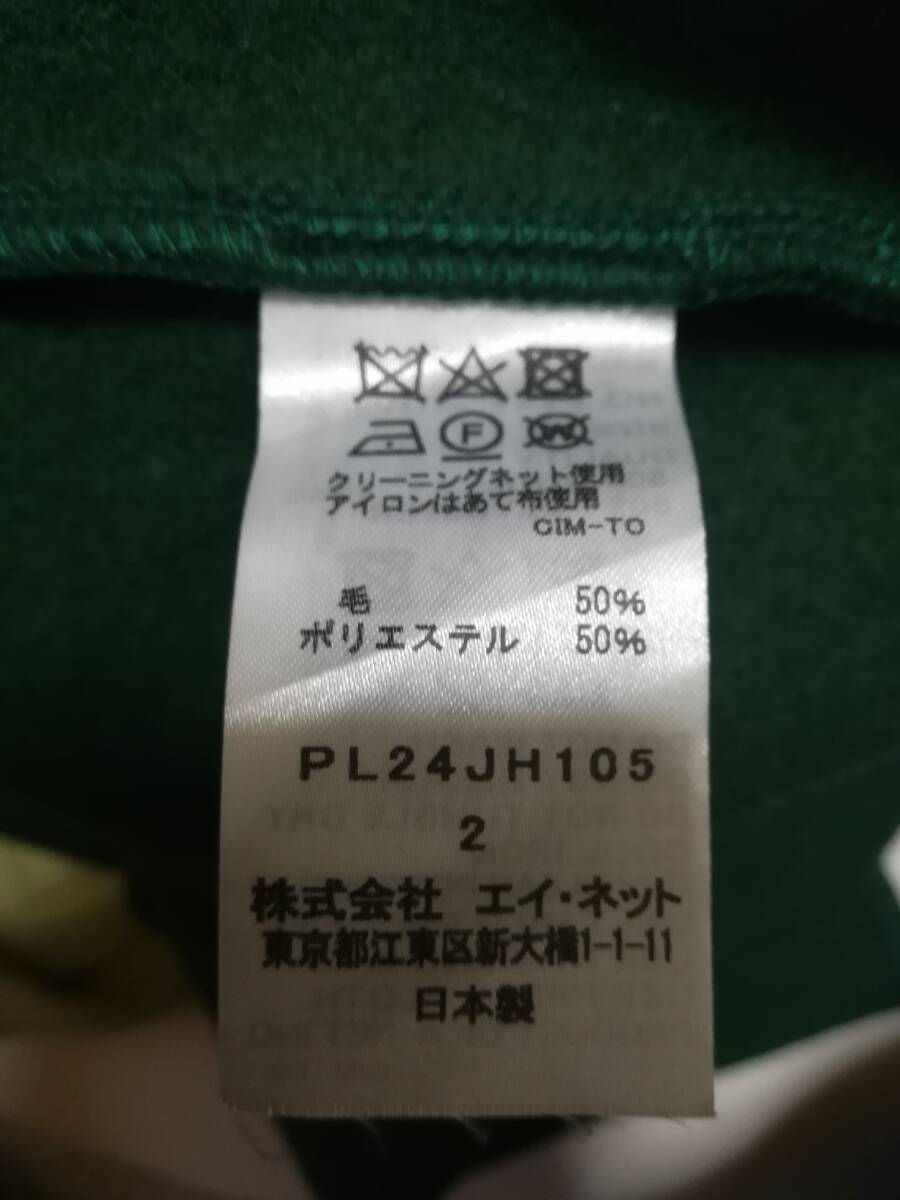 F W
クリーニングネット使用
アイロンはあて布使用
CIM-TO
毛 50%
ポリエステル 50%
PL24JH105
2
株式会社 エイ・ネット
東京都江東区新大橋1-1-11
日本製